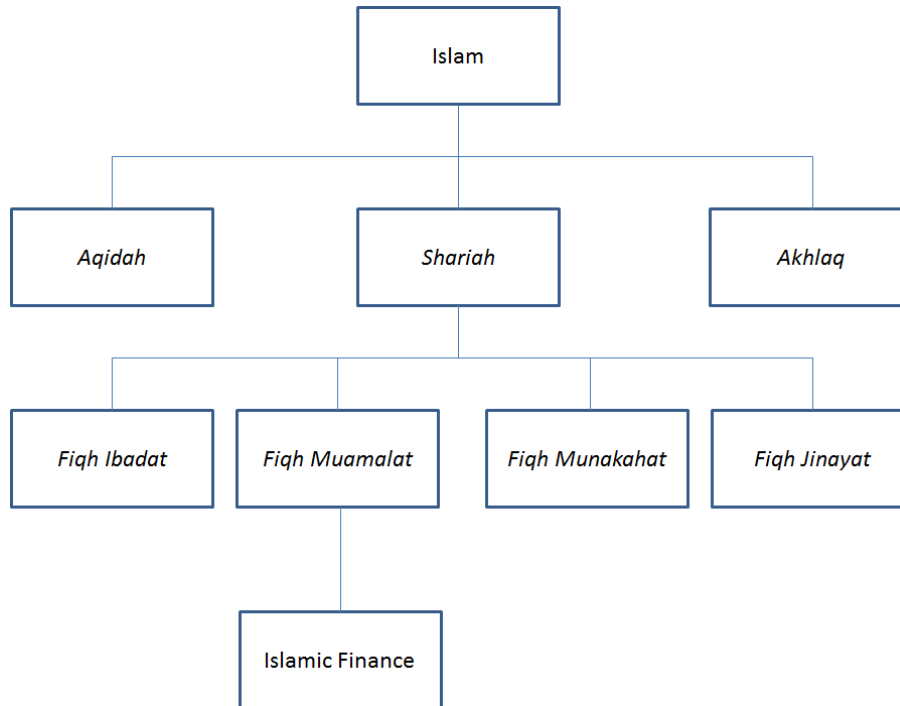 Islam
Aqidah
Shariah
Akhlaq
Fiqh Ibadat
Fiqh Muamalat
Fiqh Munakahat
Fiqh Jinayat
Islamic Finance